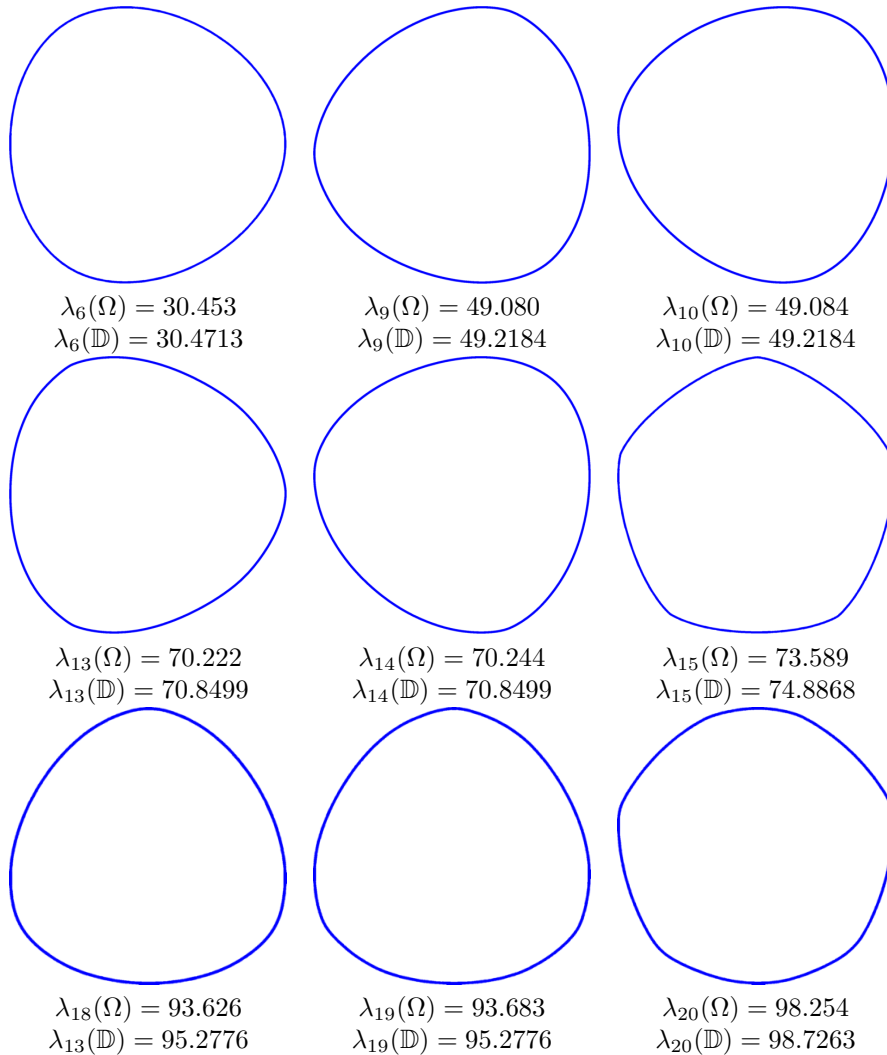 λ₆(Ω) = 30.453 λ₉(Ω) = 49.080 λ₁₀(Ω) = 49.084
λ₆(𝔻) = 30.4713 λ₉(𝔻) = 49.2184 λ₁₀(𝔻) = 49.2184
λ₁₃(Ω) = 70.222 λ₁₄(Ω) = 70.244 λ₁₅(Ω) = 73.589
λ₁₃(𝔻) = 70.8499 λ₁₄(𝔻) = 70.8499 λ₁₅(𝔻) = 74.8868
λ₁₈(Ω) = 93.626 λ₁₉(Ω) = 93.683 λ₂₀(Ω) = 98.254
λ₁₃(𝔻) = 95.2776 λ₁₉(𝔻) = 95.2776 λ₂₀(𝔻) = 98.7263